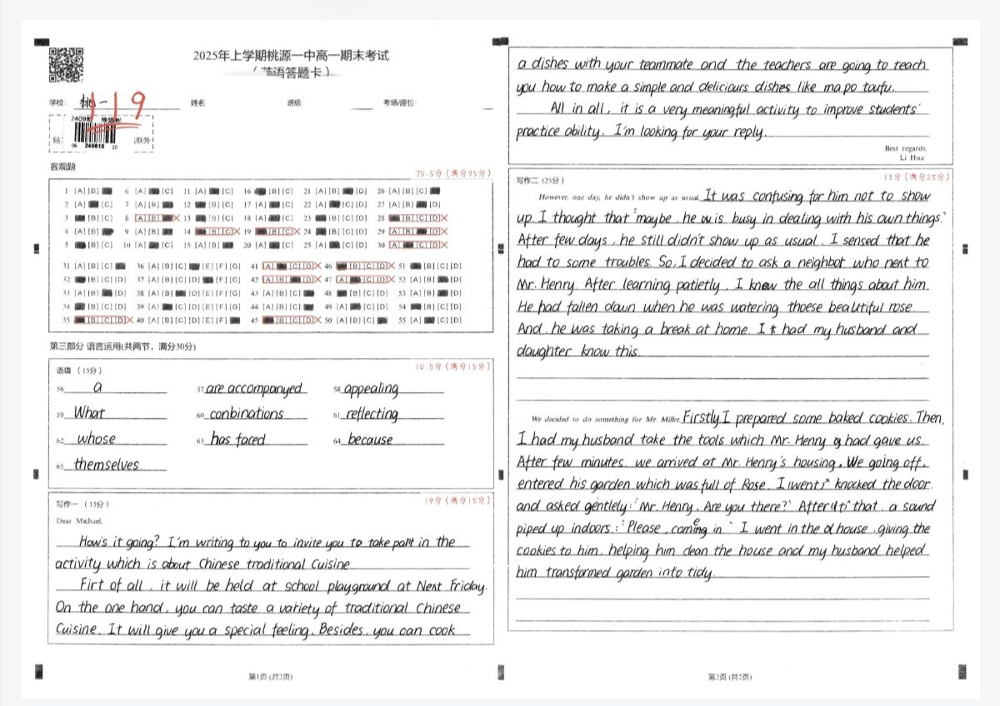 2025年上学期桃源一中高一期末考试
（英语答题卡）
学校： 桃一 姓名 班级 考场/座位
119
06 240810 10
客观题
75.5分 (满分95分)
1 [A] [B] 6 [A] [C] 11 [A] [C] 16 [B] [C] 21 [A] [B] [D] 26 [A] [B] [C]
2 [A] [C] 7 [A] [B] 12 [B] [C] 17 [A] [C] 22 [A] [C] [D] 27 [A] [B] [D]
3 [B] [C] 8 [A] [B] 13 [B] [C] 18 [A] [C] 23 [B] [C] [D] 28 [B] [C] [D]
4 [A] [B] 9 [A] [B] 14 [B] [C] 19 [B] [C] 24 [B] [C] [D] 29 [A] [B] [D]
5 [B] [C] 10 [A] [C] 15 [A] [B] 20 [A] [C] 25 [A] [C] [D] 30 [A] [C] [D]
31 [A] [B] [C] 36 [A] [B] [C] [E] [F] [G] 41 [A] [C] [D] 46 [B] [C] [D] 51 [B] [C] [D]
32 [B] [C] [D] 37 [A] [B] [C] [D] [F] [G] 42 [A] [B] [D] 47 [A] [C] [D] 52 [A] [B] [D]
33 [A] [B] [D] 38 [A] [B] [D] [E] [F] [G] 43 [A] [B] [C] 48 [B] [C] [D] 53 [A] [B] [D]
34 [B] [C] [D] 39 [A] [C] [D] [E] [F] [G] 44 [A] [B] [C] 49 [A] [C] [D] 54 [B] [C] [D]
35 [B] [C] [D] 40 [A] [B] [C] [D] [E] [F] 45 [B] [C] [D] 50 [A] [B] [C] 55 [A] [C] [D]
第三部分 语言运用(共两节，满分30分)
语填 （15分）
10.5分 (满分15分)
56 a 57 are accompanyed 58 appealing
59 What 60 conbinations 61 reflecting
62 whose 63 has faced 64 because
65 themselves
写作一 （15分）
14分 (满分15分)
Dear Michael,
How's it going? I'm writing to you to invite you to take part in the
activity which is about Chinese traditional Cuisine
Firt of all, it will be held at school playground at Next Friday.
On the one hand, you can taste a variety of traditional Chinese
Cuisine. It will give you a special feeling. Besides, you can cook
第1页 (共2页)
a dishes with your teammate and the teachers are going to teach
you how to make a simple and deliciours dishes like ma po toufu.
All in all, it is a very meaningful activity to improve students'
practice ability. I'm looking for your reply.
Best regards,
Li Hua
写作二 (25分)
19分 (满分25分)
However, one day, he didn't show up as usual. It was confusing for him not to show
up. I thought that "maybe he is busy in dealing with his own things."
After few days, he still didn't show up as usual. I sensed that he
had to some troubles. So, I decided to ask a neighbot who next to
Mr. Henry. After learning patietly, I knew the all things about him.
He had fallen down when he was watering thoese beautiful rose.
And he was taking a break at home. I had my husband and
daughter know this.
We decided to do something for Mr. Miller. Firstly I prepared some baked cookies. Then,
I had my husband take the tools which Mr. Henry had gave us.
After few minutes, we arrived at Mr. Henry's housing. We going off,
entered his garden which was full of Rose. I went knocked the door
and asked gentlely: "Mr. Henry, Are you there?" After that, a sound
piped up indoors: "Please, comeing in" I went in the house, giving the
cookies to him, helping him clean the house and my husband helped
him transformed garden into tidy.
第2页 (共2页)